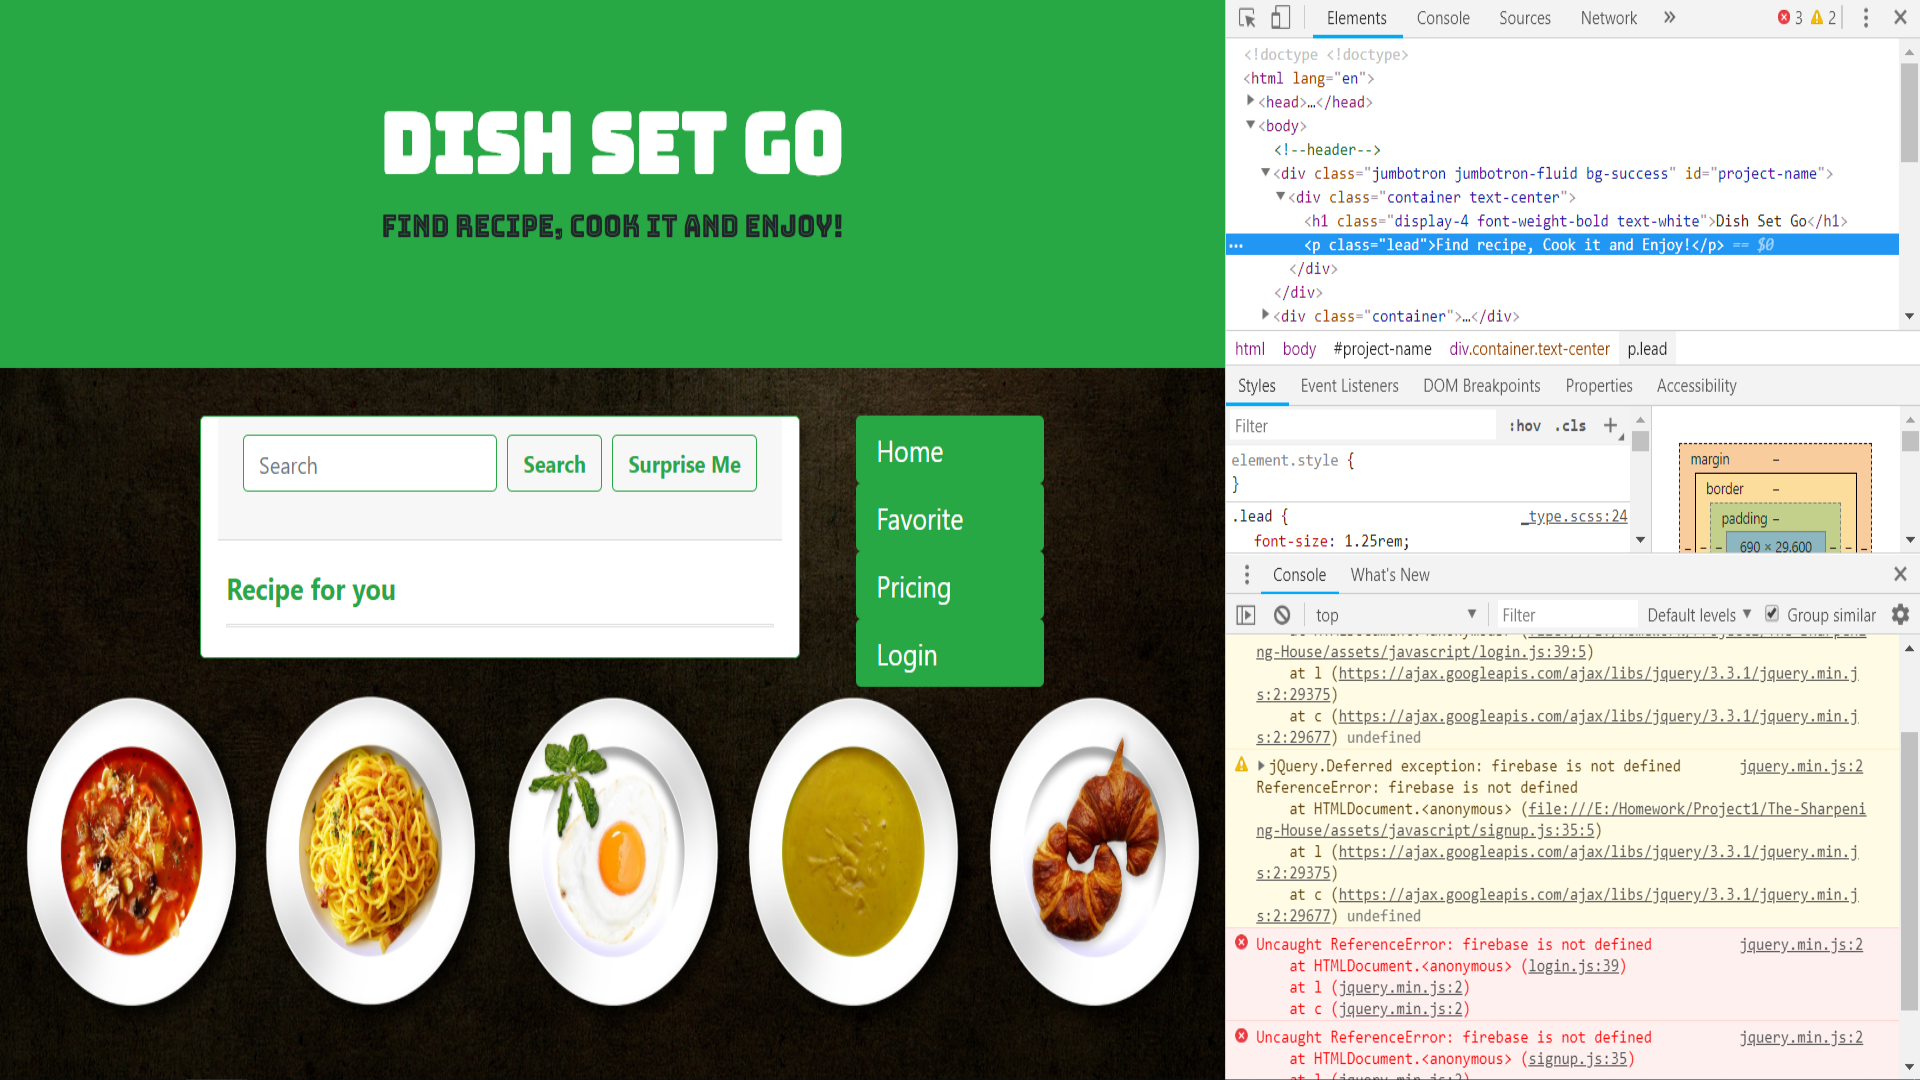 DISH SET GO
FIND RECIPE, COOK IT AND ENJOY!
Search
Search
Surprise Me
Recipe for you
Home
Favorite
Pricing
Login
Elements Console Sources Network » 3 2
<!doctype <!doctype>
<html lang="en">
<head>…</head>
<body>
<!--header-->
<div class="jumbotron jumbotron-fluid bg-success" id="project-name">
<div class="container text-center">
<h1 class="display-4 font-weight-bold text-white">Dish Set Go</h1>
… <p class="lead">Find recipe, Cook it and Enjoy!</p> == $0
</div>
</div>
<div class="container">…</div>
html body #project-name div.container.text-center p.lead
Styles Event Listeners DOM Breakpoints Properties Accessibility
Filter :hov .cls +
element.style {
}
.lead { _type.scss:24
font-size: 1.25rem;
margin –
border –
padding –
690 × 29.600
Console What's New
top Filter Default levels Group similar
ng-House/assets/javascript/login.js:39:5)
at l (https://ajax.googleapis.com/ajax/libs/jquery/3.3.1/jquery.min.j
s:2:29375)
at c (https://ajax.googleapis.com/ajax/libs/jquery/3.3.1/jquery.min.j
s:2:29677) undefined
jQuery.Deferred exception: firebase is not defined jquery.min.js:2
ReferenceError: firebase is not defined
at HTMLDocument.<anonymous> (file:///E:/Homework/Project1/The-Sharpeni
ng-House/assets/javascript/signup.js:35:5)
at l (https://ajax.googleapis.com/ajax/libs/jquery/3.3.1/jquery.min.j
s:2:29375)
at c (https://ajax.googleapis.com/ajax/libs/jquery/3.3.1/jquery.min.j
s:2:29677) undefined
Uncaught ReferenceError: firebase is not defined jquery.min.js:2
at HTMLDocument.<anonymous> (login.js:39)
at l (jquery.min.js:2)
at c (jquery.min.js:2)
Uncaught ReferenceError: firebase is not defined jquery.min.js:2
at HTMLDocument.<anonymous> (signup.js:35)